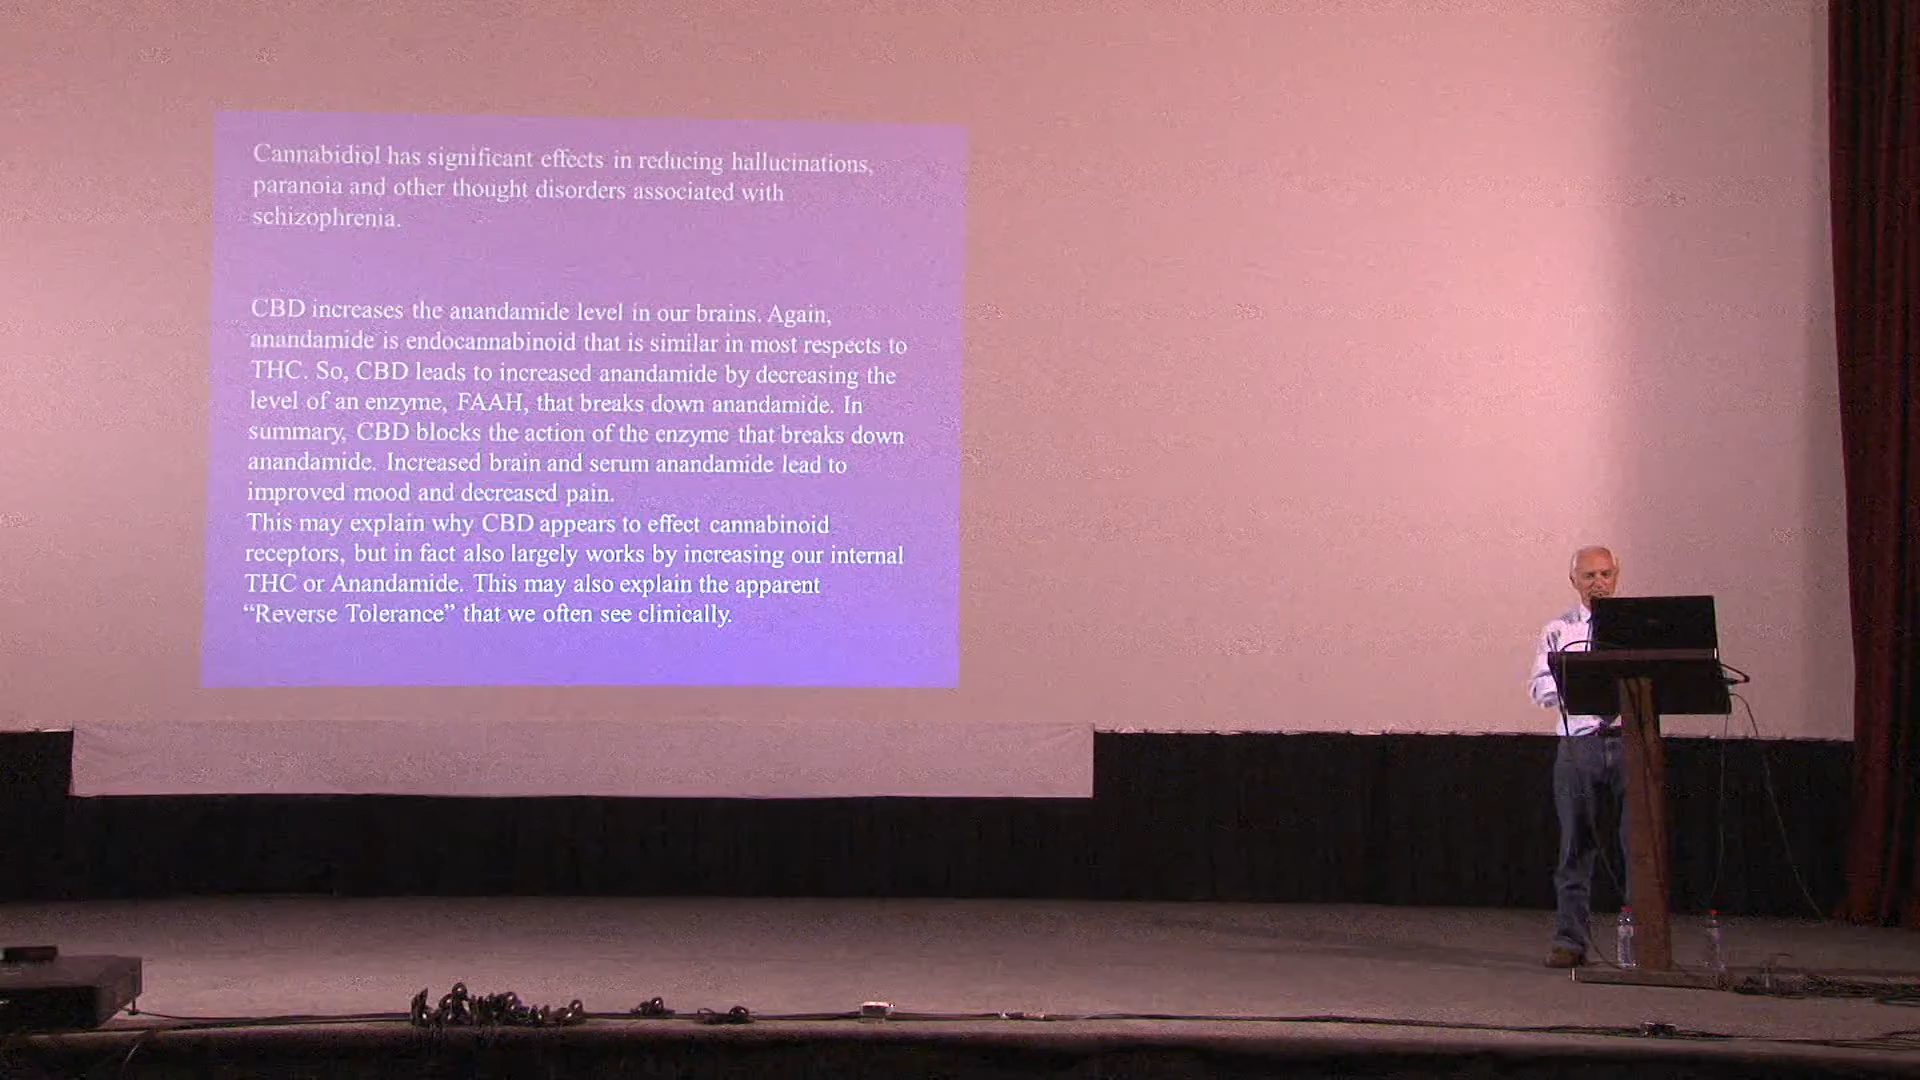 Cannabidiol has significant effects in reducing hallucinations,
paranoia and other thought disorders associated with
schizophrenia.
CBD increases the anandamide level in our brains. Again,
anandamide is endocannabinoid that is similar in most respects to
THC. So, CBD leads to increased anandamide by decreasing the
level of an enzyme, FAAH, that breaks down anandamide. In
summary, CBD blocks the action of the enzyme that breaks down
anandamide. Increased brain and serum anandamide lead to
improved mood and decreased pain.
This may explain why CBD appears to effect cannabinoid
receptors, but in fact also largely works by increasing our internal
THC or Anandamide. This may also explain the apparent
“Reverse Tolerance” that we often see clinically.